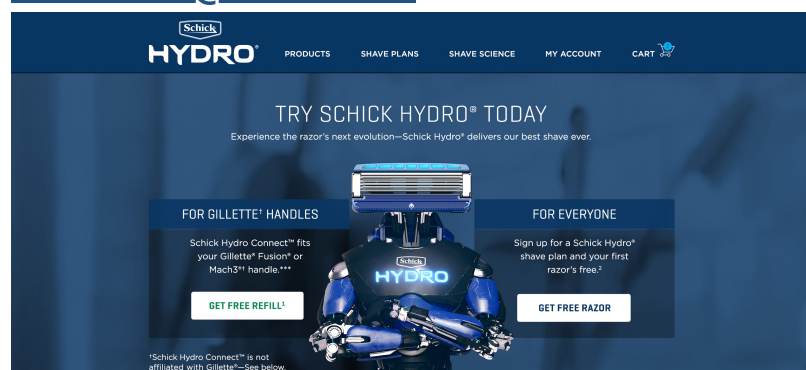 Schick
HYDRO®
PRODUCTS
SHAVE PLANS
SHAVE SCIENCE
MY ACCOUNT
CART
TRY SCHICK HYDRO® TODAY
Experience the razor's next evolution—Schick Hydro® delivers our best shave ever.
FOR GILLETTE† HANDLES
Schick Hydro Connect™ fits
your Gillette® Fusion® or
Mach3®† handle.***
GET FREE REFILL¹
Schick
HYDRO
FOR EVERYONE
Sign up for a Schick Hydro®
shave plan and your first
razor's free.²
GET FREE RAZOR
†Schick Hydro Connect™ is not
affiliated with Gillette®—See below.